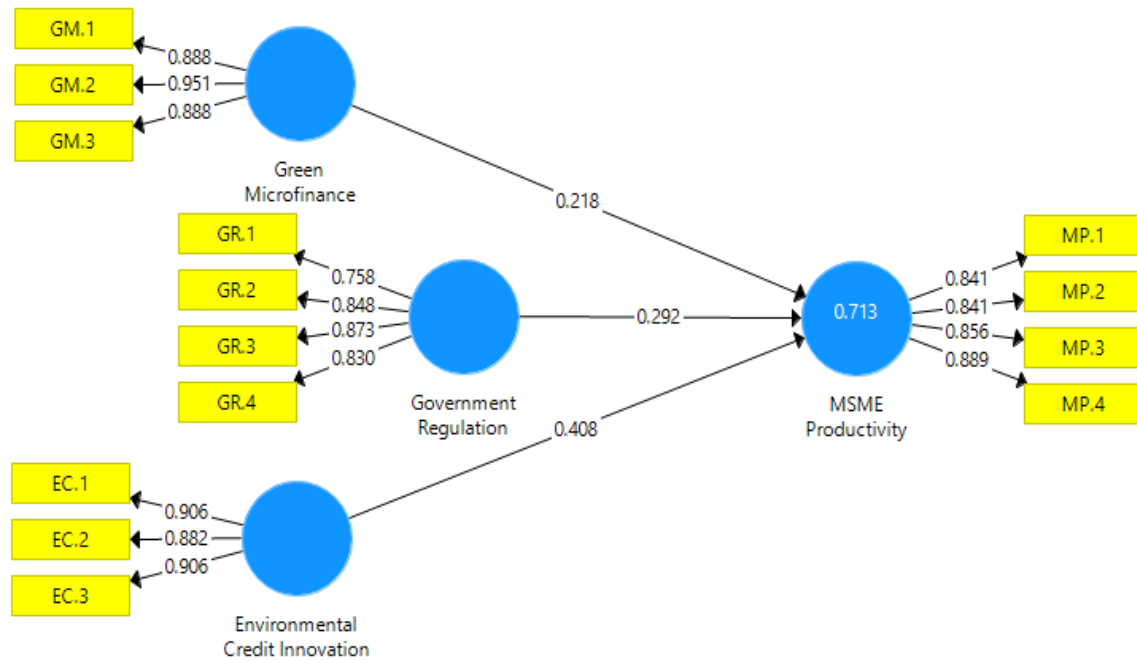 GM.1
0.888
GM.2
0.951
GM.3
0.888
Green
Microfinance
0.218
GR.1
0.758
GR.2
0.848
GR.3
0.873
GR.4
0.830
Government
Regulation
0.292
EC.1
0.906
EC.2
0.882
EC.3
0.906
Environmental
Credit Innovation
0.408
0.713
MSME
Productivity
MP.1
0.841
MP.2
0.841
MP.3
0.856
MP.4
0.889